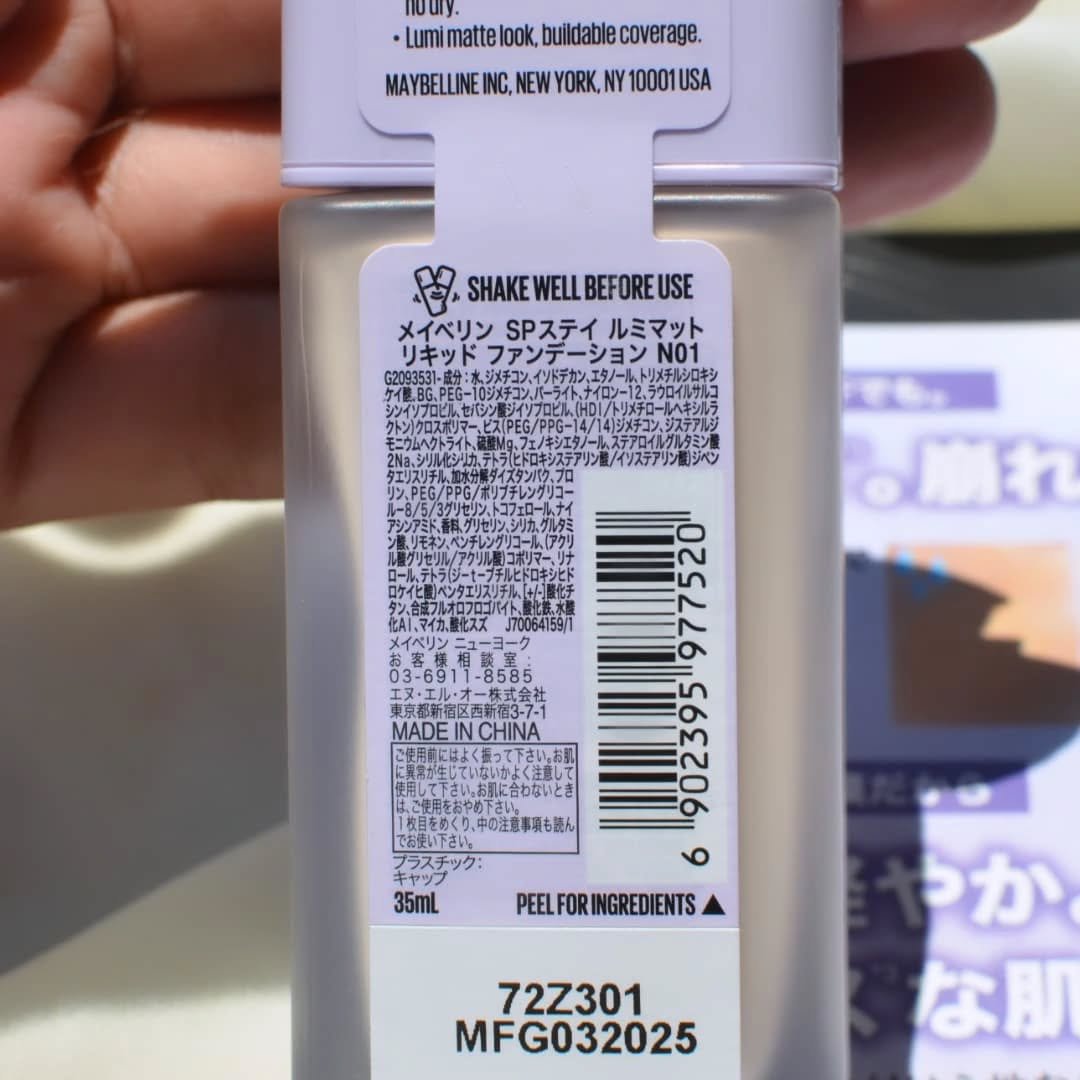 no dry.
• Lumi matte look, buildable coverage.
MAYBELLINE INC, NEW YORK, NY 10001 USA
SHAKE WELL BEFORE USE
メイベリン SPステイ ルミマット
リキッド ファンデーション N01
G2093531- 成分：水、ジメチコン、イソドデカン、エタノール、トリメチルシロキシ
ケイ酸、BG、PEG-10ジメチコン、パーライト、ナイロン-12、ラウロイルサルコ
シンイソプロピル、セバシン酸ジイソプロピル、(HDI/トリメチロールヘキシルラ
クトン)クロスポリマー、ビス(PEG/PPG-14/14)ジメチコン、ジステアルジ
モニウムヘクトライト、硫酸Mg、フェノキシエタノール、ステアロイルグルタミン酸
2Na、シリル化シリカ、テトラ(ヒドロキシステアリン酸/イソステアリン酸)ジペン
タエリスリチル、加水分解ダイズタンパク、プロ
リン、PEG/PPG/ポリブチレングリコー
ル-8/5/3グリセリン、トコフェロール、ナイ
アシンアミド、香料、グリセリン、シリカ、グルタミ
ン酸、リモネン、ペンチレングリコール、(アクリ
ル酸グリセリル/アクリル酸)コポリマー、リナ
ロール、テトラ(ジ-t-ブチルヒドロキシヒド
ロケイヒ酸)ペンタエリスリチル、[+/-]酸化チ
タン、合成フルオロフロゴパイト、酸化鉄、水酸
化Al、マイカ、酸化スズ J70064159/1
メイベリン ニューヨーク
お客様相談室：
03-6911-8585
エヌ・エル・オー株式会社
東京都新宿区西新宿3-7-1
MADE IN CHINA
ご使用前にはよく振って下さい。お肌
に異常が生じていないかよく注意して
使用して下さい。お肌に合わないとき
は、ご使用をおやめ下さい。
1枚目をめくり、中の注意事項も読ん
でお使い下さい。
プラスチック：
キャップ
35mL
PEEL FOR INGREDIENTS ▲
6 902395 977520
72Z301
MFG032025
でも。
。崩れ
だから
軽やか
な肌